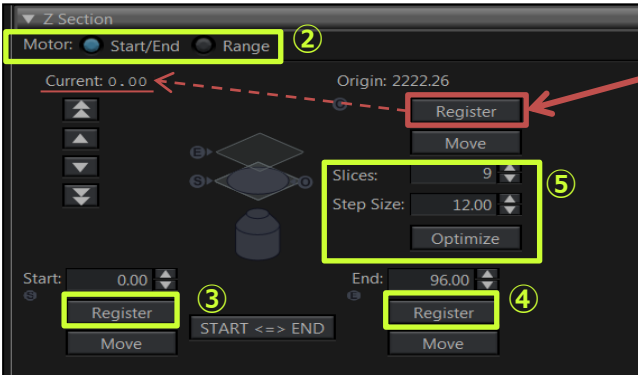 ▼ Z Section
Motor: Start/End Range ②
Current: 0.00 Origin: 2222.26
O Register
Move
E
S O
Slices: 9 ⑤
Step Size: 12.00
Optimize
Start: 0.00 End: 96.00
S ③ E ④
Register Register
START <=> END
Move Move